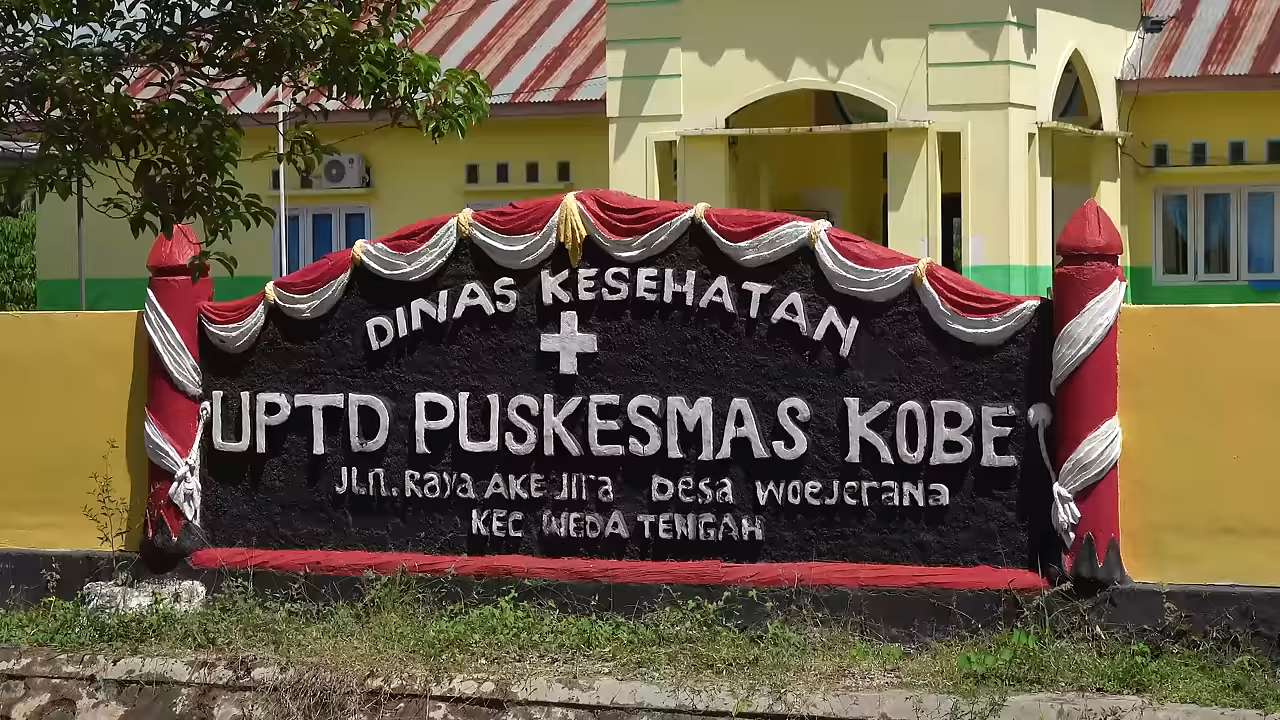 DINAS KESEHATAN
UPTD PUSKESMAS KOBE
JLn. Raya AKE JIra Desa WOEJERANA
KEC WEDA TENGAH